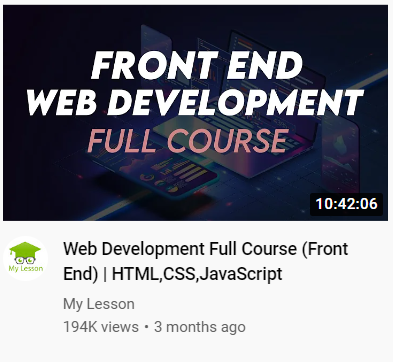 FRONT END
WEB DEVELOPMENT
FULL COURSE
10:42:06
Web Development Full Course (Front
End) | HTML,CSS,JavaScript
My Lesson
My Lesson
194K views • 3 months ago